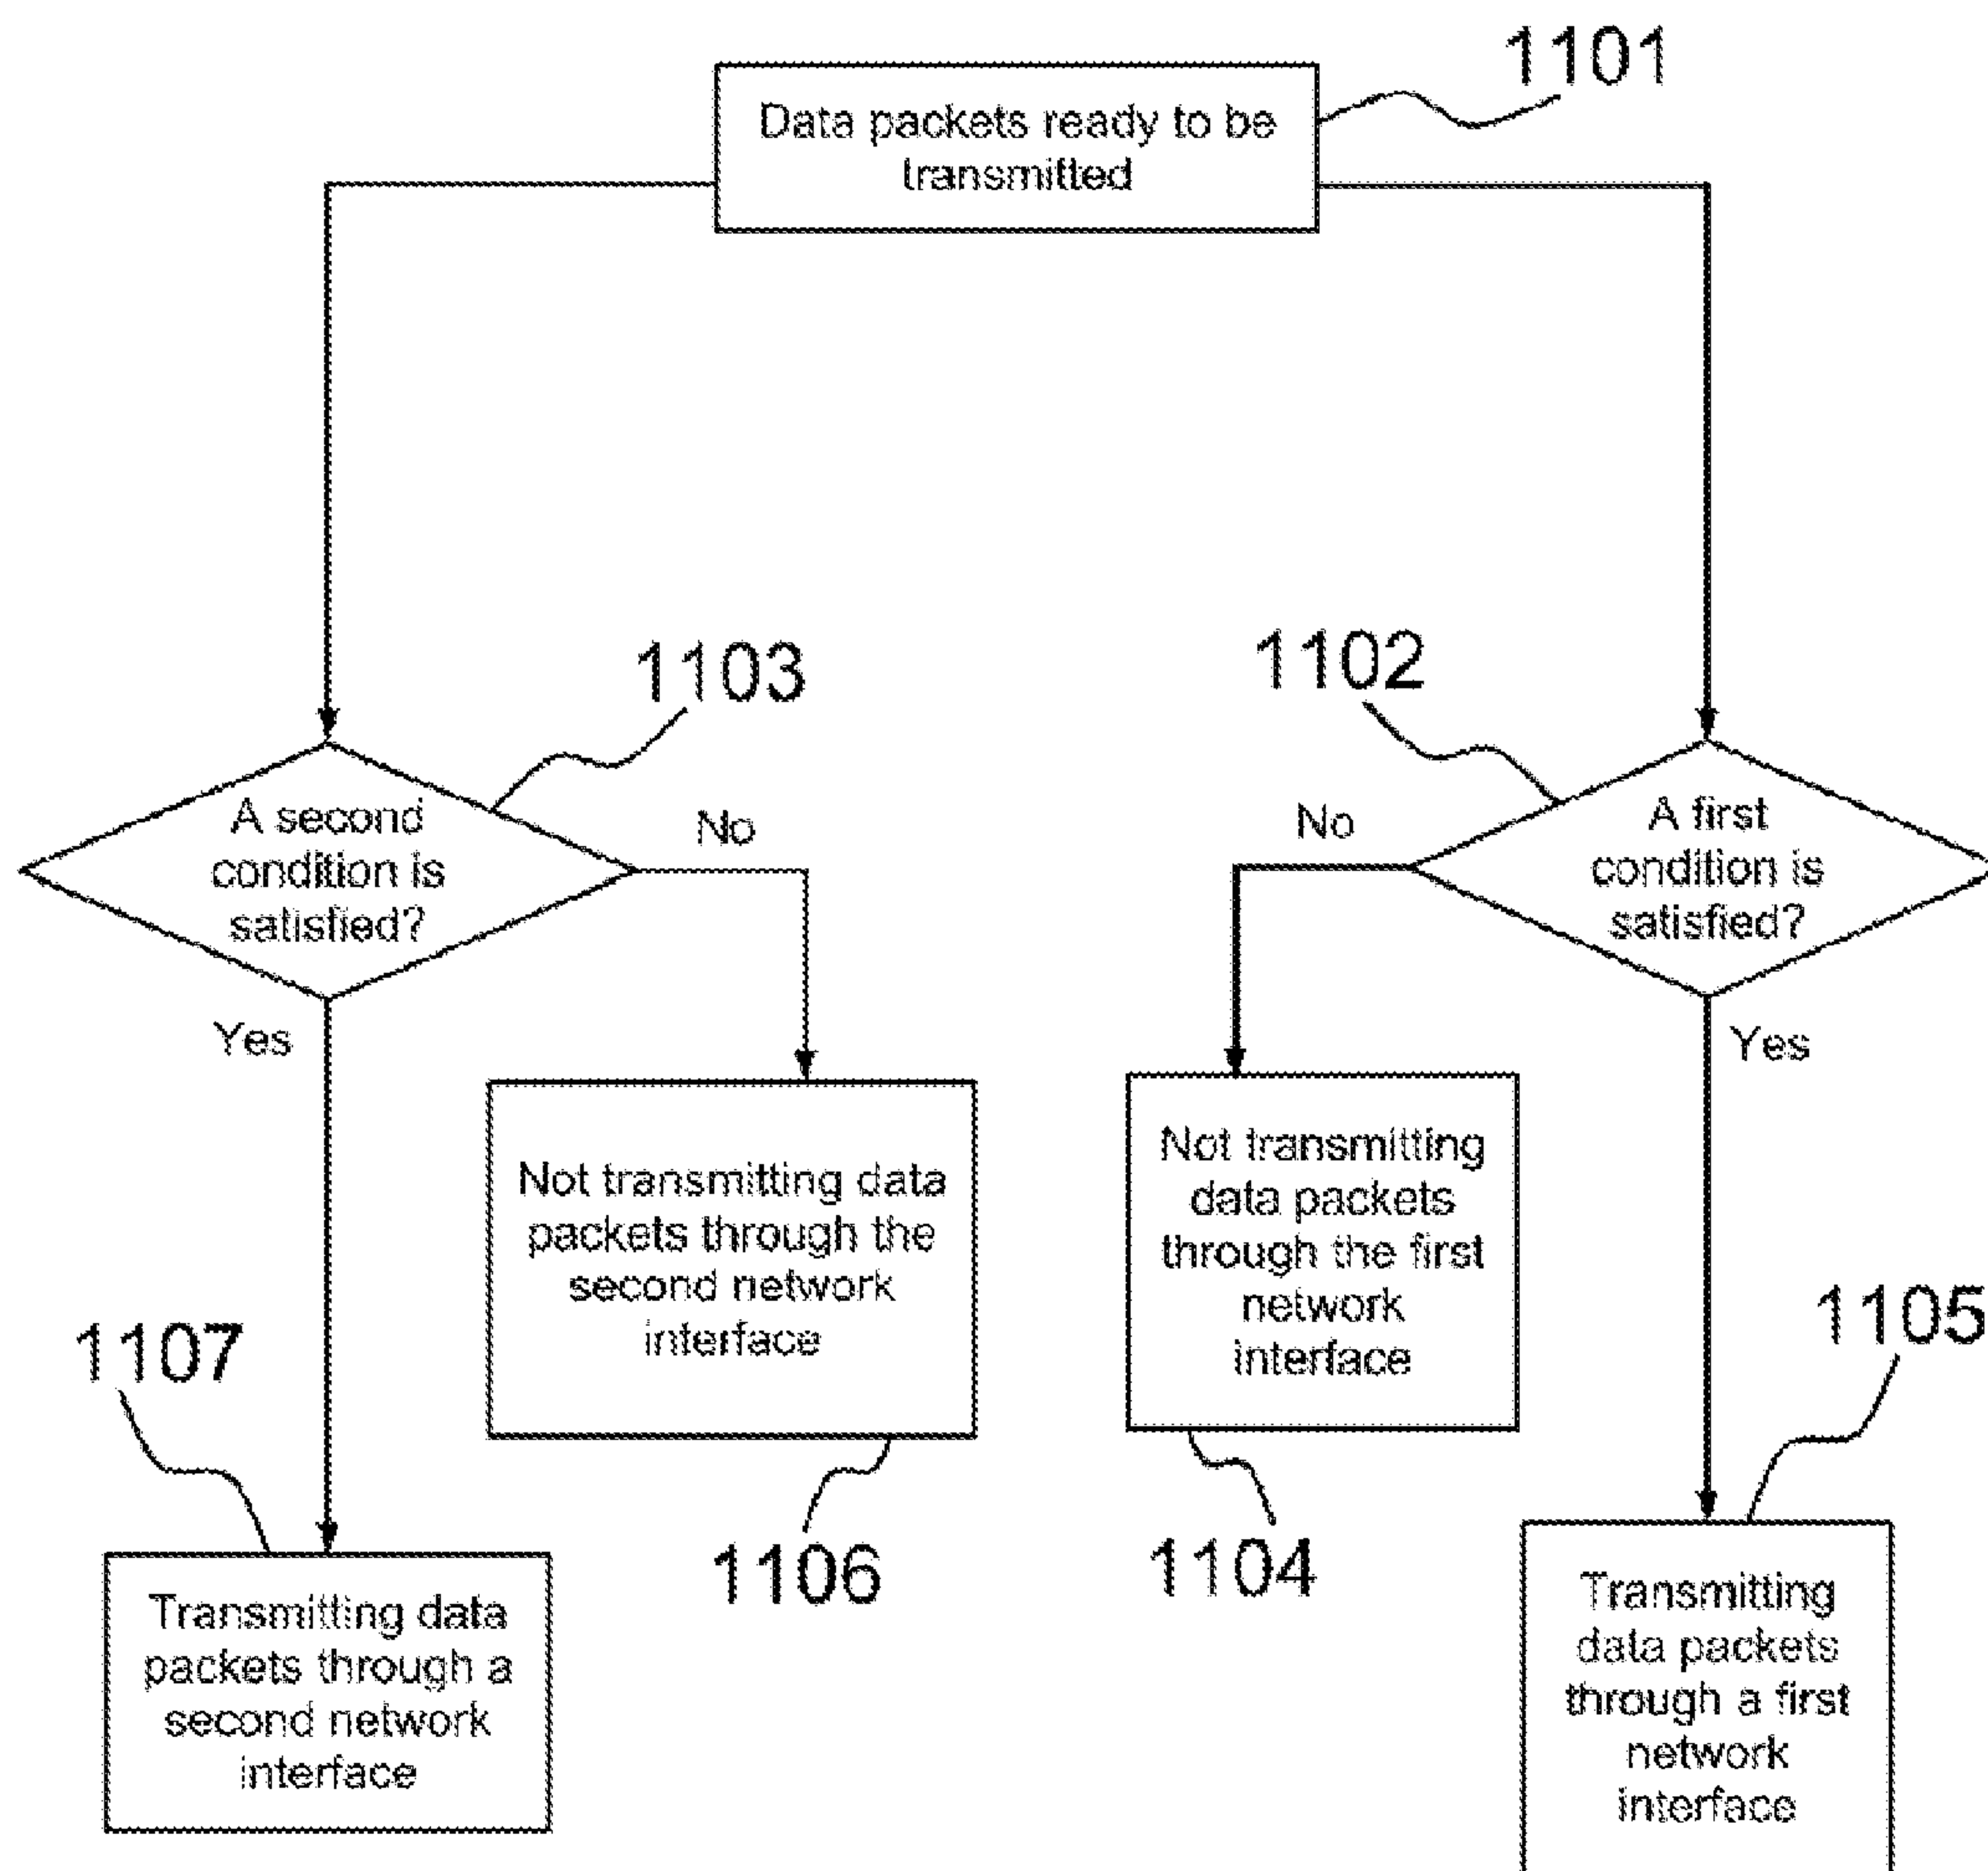 1101
Data packets ready to be
transmitted
1103
1102
A second
condition is
satisfied?
No
No
A first
condition is
satisfied?
Yes
Yes
Not transmitting data
packets through the
second network
interface
Not transmitting
data packets
through the first
network
interface
1107
1105
1106
1104
Transmitting data
packets through a
second network
interface
Transmitting
data packets
through a first
network
interface